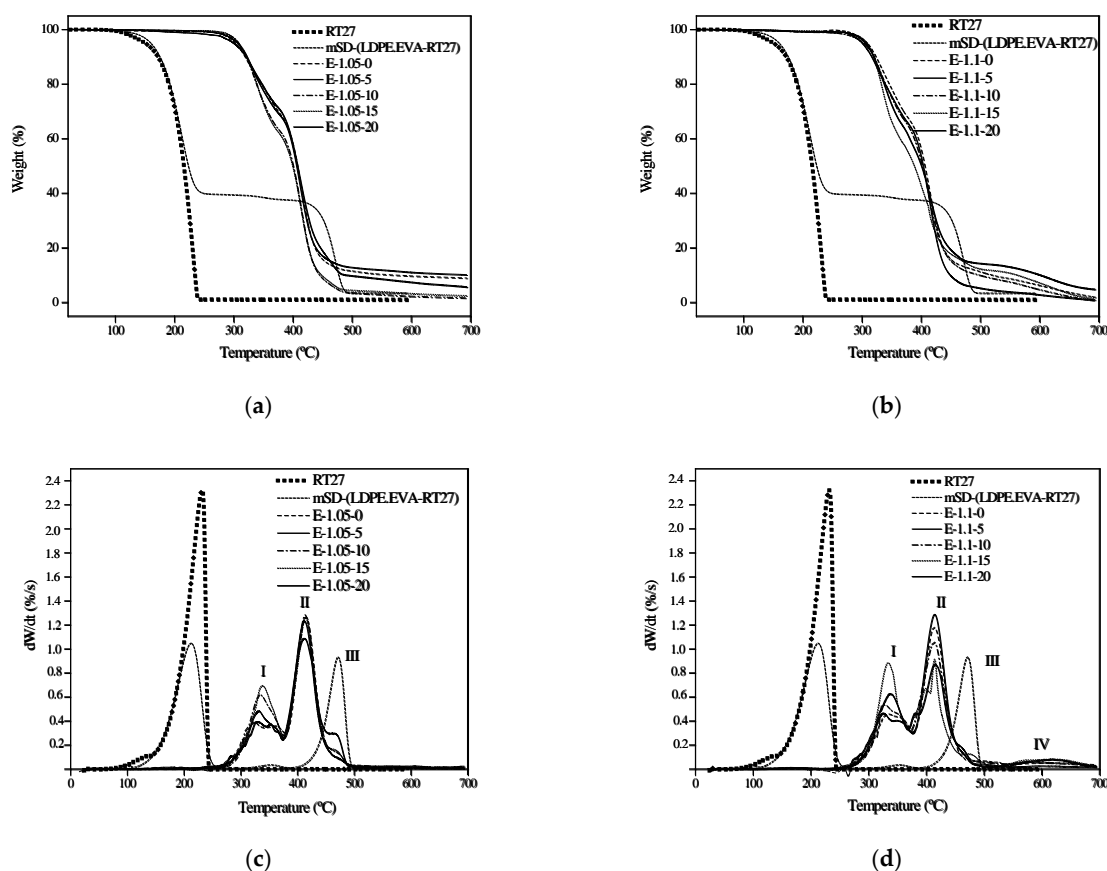 100
80
60
40
20
0
Weight (%)
RT27
mSD-(LDPE.EVA-RT27)
E-1.05-0
E-1.05-5
E-1.05-10
E-1.05-15
E-1.05-20
100 200 300 400 500 600 700
Temperature (ºC)
(a)
100
80
60
40
20
0
Weight (%)
RT27
mSD-(LDPE.EVA-RT27)
E-1.1-0
E-1.1-5
E-1.1-10
E-1.1-15
E-1.1-20
100 200 300 400 500 600 700
Temperature (ºC)
(b)
2.4
2.2
2.0
1.8
1.6
1.4
1.2
1.0
0.8
0.6
0.4
0.2
dW/dt (%/s)
RT27
mSD-(LDPE.EVA-RT27)
E-1.05-0
E-1.05-5
E-1.05-10
E-1.05-15
E-1.05-20
I
II
III
0 100 200 300 400 500 600 700
Temperature (ºC)
(c)
2.4
2.2
2.0
1.8
1.6
1.4
1.2
1.0
0.8
0.6
0.4
0.2
dW/dt (%/s)
RT27
mSD-(LDPE.EVA-RT27)
E-1.1-0
E-1.1-5
E-1.1-10
E-1.1-15
E-1.1-20
I
II
III
IV
0 100 200 300 400 500 600 700
Temperature (ºC)
(d)